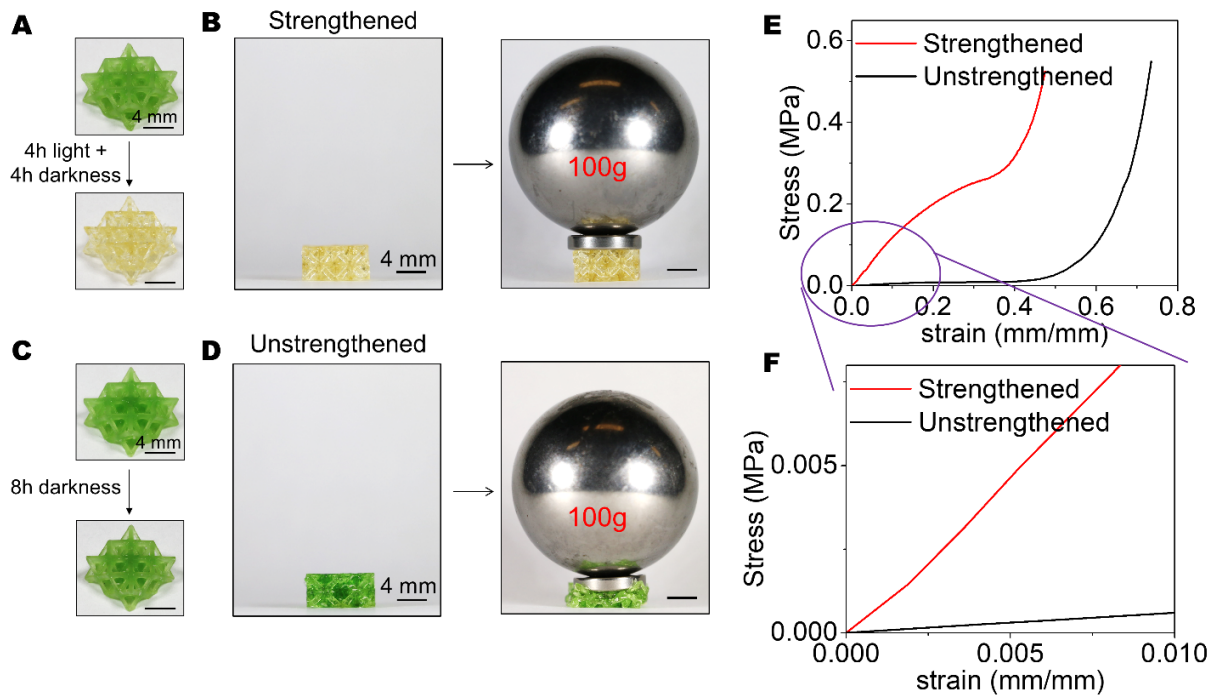 A
4 mm
4h light +
4h darkness
B
Strengthened
4 mm
100g
C
4 mm
8h darkness
D
Unstrengthened
4 mm
100g
E
Strengthened
Unstrengthened
Stress (MPa)
0.6
0.4
0.2
0.0
0.0 0.2 0.4 0.6 0.8
strain (mm/mm)
F
Strengthened
Unstrengthened
Stress (MPa)
0.005
0.000
0.000 0.005 0.010
strain (mm/mm)